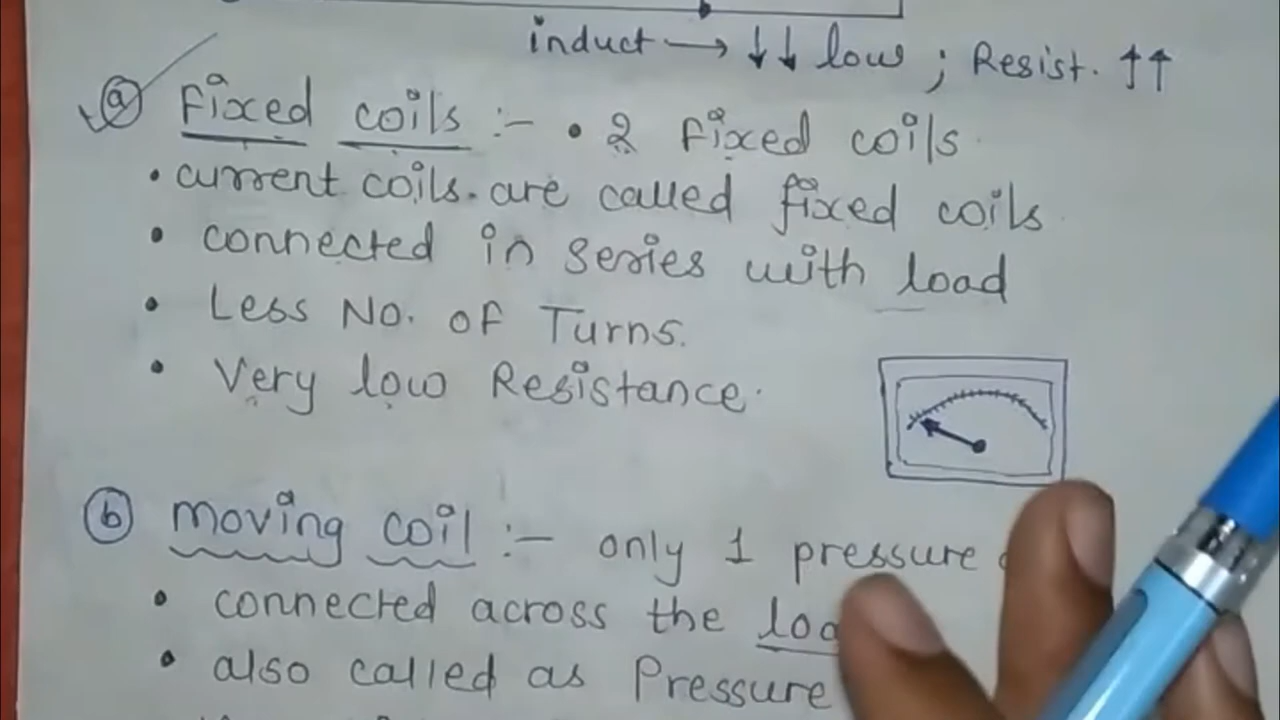 induct → ↓↓ low ; Resist. ↑↑
ⓐ Fixed coils :- • 2 Fixed coils
• current coils are called fixed coils
• connected in series with load
• Less No. of Turns.
• Very low Resistance.
ⓑ moving coil :- only 1 pressure
• connected across the
• also called as Pressure